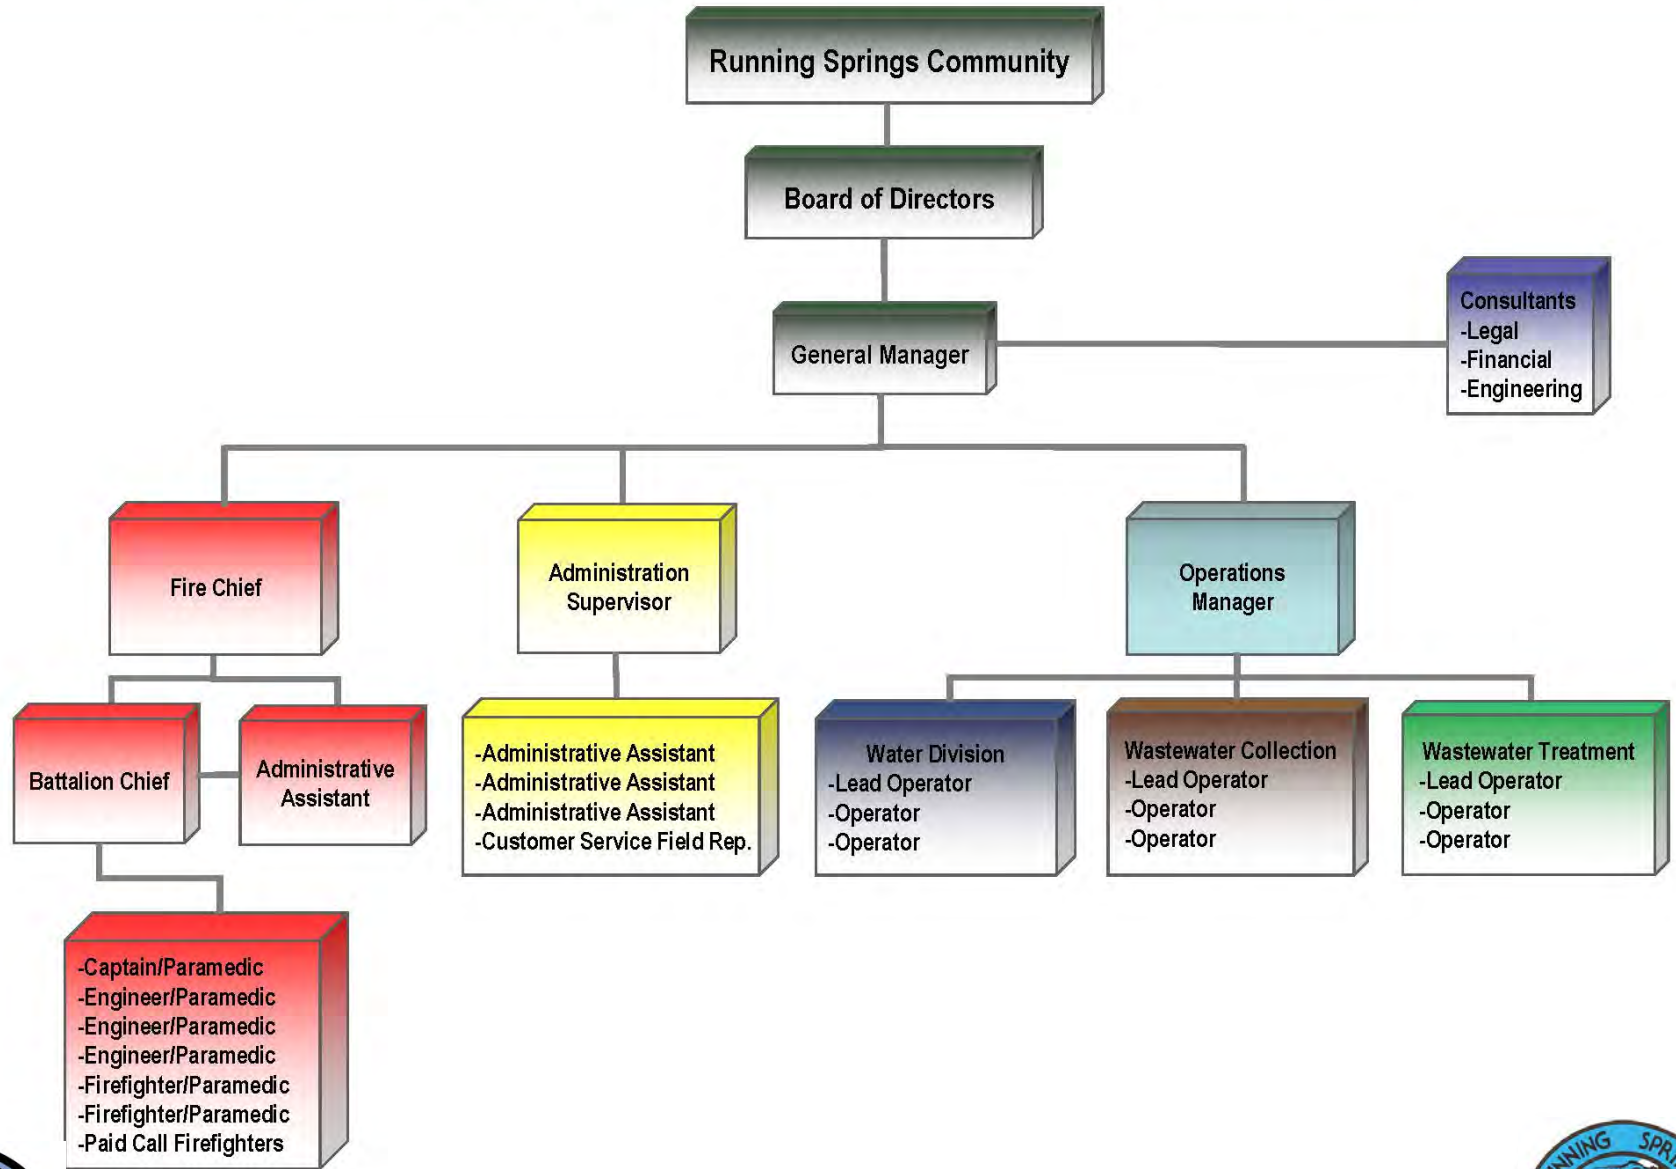 Running Springs Community
Board of Directors
General Manager
Consultants
-Legal
-Financial
-Engineering
Fire Chief
Administration
Supervisor
Operations
Manager
Battalion Chief
Administrative
Assistant
-Administrative Assistant
-Administrative Assistant
-Administrative Assistant
-Customer Service Field Rep.
Water Division
-Lead Operator
-Operator
-Operator
Wastewater Collection
-Lead Operator
-Operator
-Operator
Wastewater Treatment
-Lead Operator
-Operator
-Operator
-Captain/Paramedic
-Engineer/Paramedic
-Engineer/Paramedic
-Engineer/Paramedic
-Firefighter/Paramedic
-Firefighter/Paramedic
-Paid Call Firefighters